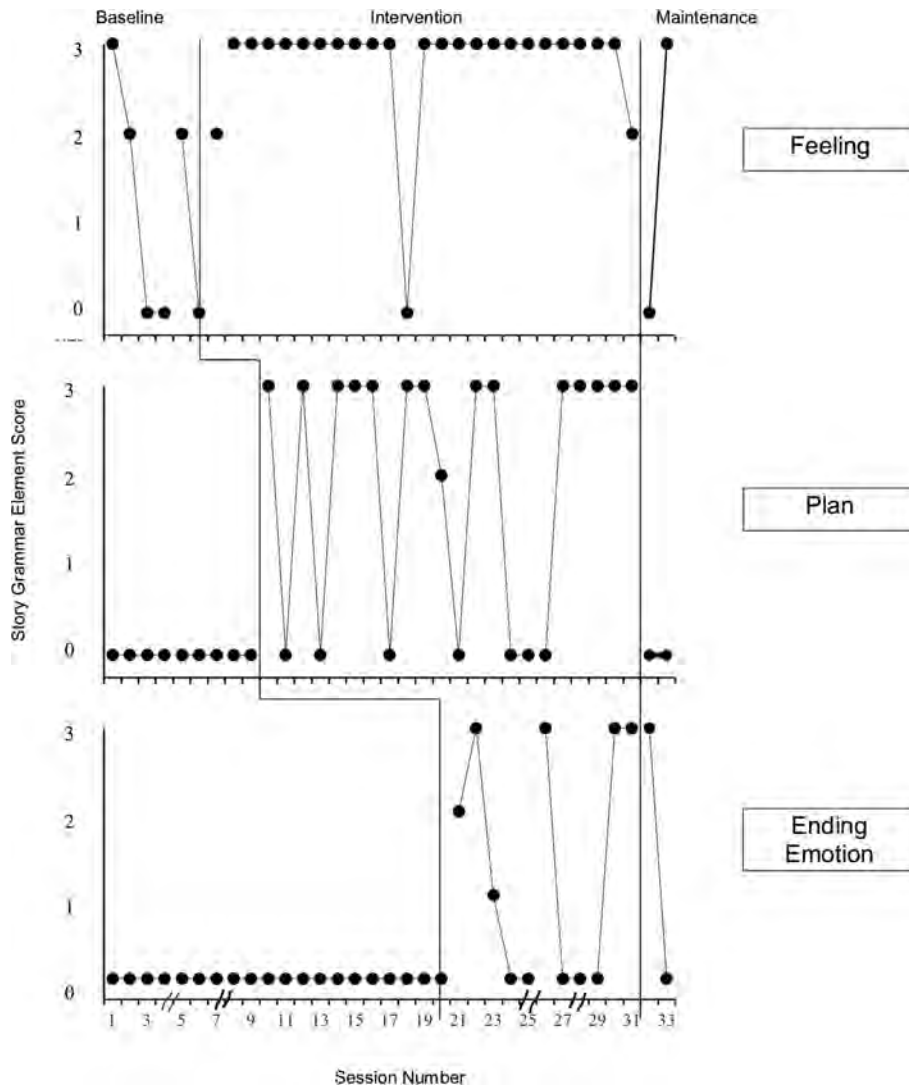 Baseline
Intervention
Maintenance
3
2
1
0
Feeling
Story Grammar Element Score
3
2
1
0
Plan
3
2
1
0
Ending
Emotion
1 3 5 7 9 11 13 15 17 19 21 23 25 27 29 31 33
Session Number